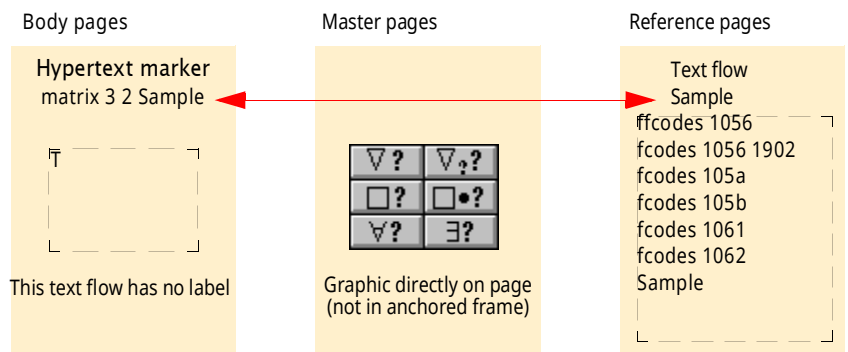 Body pages
Hypertext marker
matrix 3 2 Sample
T
This text flow has no label
Master pages
∇? ∇??
□? □•?
∀? ∃?
Graphic directly on page
(not in anchored frame)
Reference pages
Text flow
Sample
ffcodes 1056
fcodes 1056 1902
fcodes 105a
fcodes 105b
fcodes 1061
fcodes 1062
Sample